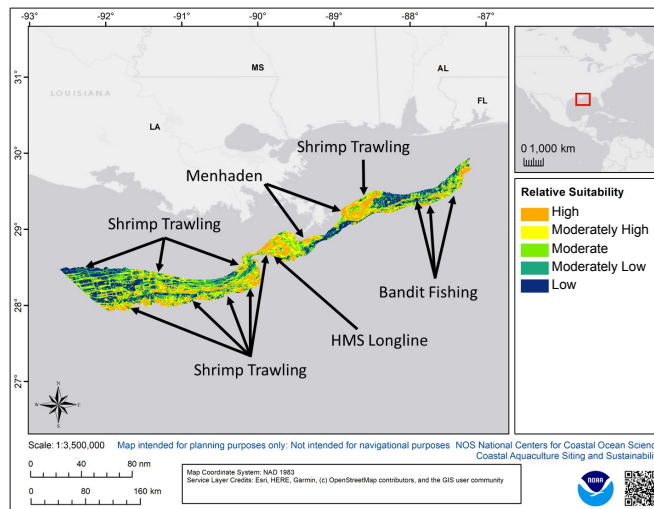 -93° -92° -91° -90° -89° -88° -87°
31°
30°
29°
28°
27°
MS
AL
LOUISIANA
FL
LA
Shrimp Trawling
Menhaden
Shrimp Trawling
Bandit Fishing
HMS Longline
Shrimp Trawling
N
W E
S
0 1,000 km
Relative Suitability
High
Moderately High
Moderate
Moderately Low
Low
Scale: 1:3,500,000 Map intended for planning purposes only: Not intended for navigational purposes NOS National Centers for Coastal Ocean Scienc
Coastal Aquaculture Siting and Sustainabili
0 40 80 nm
0 80 160 km
Map Coordinate System: NAD 1983
Service Layer Credits: Esri, HERE, Garmin, (c) OpenStreetMap contributors, and the GIS user community
NOAA